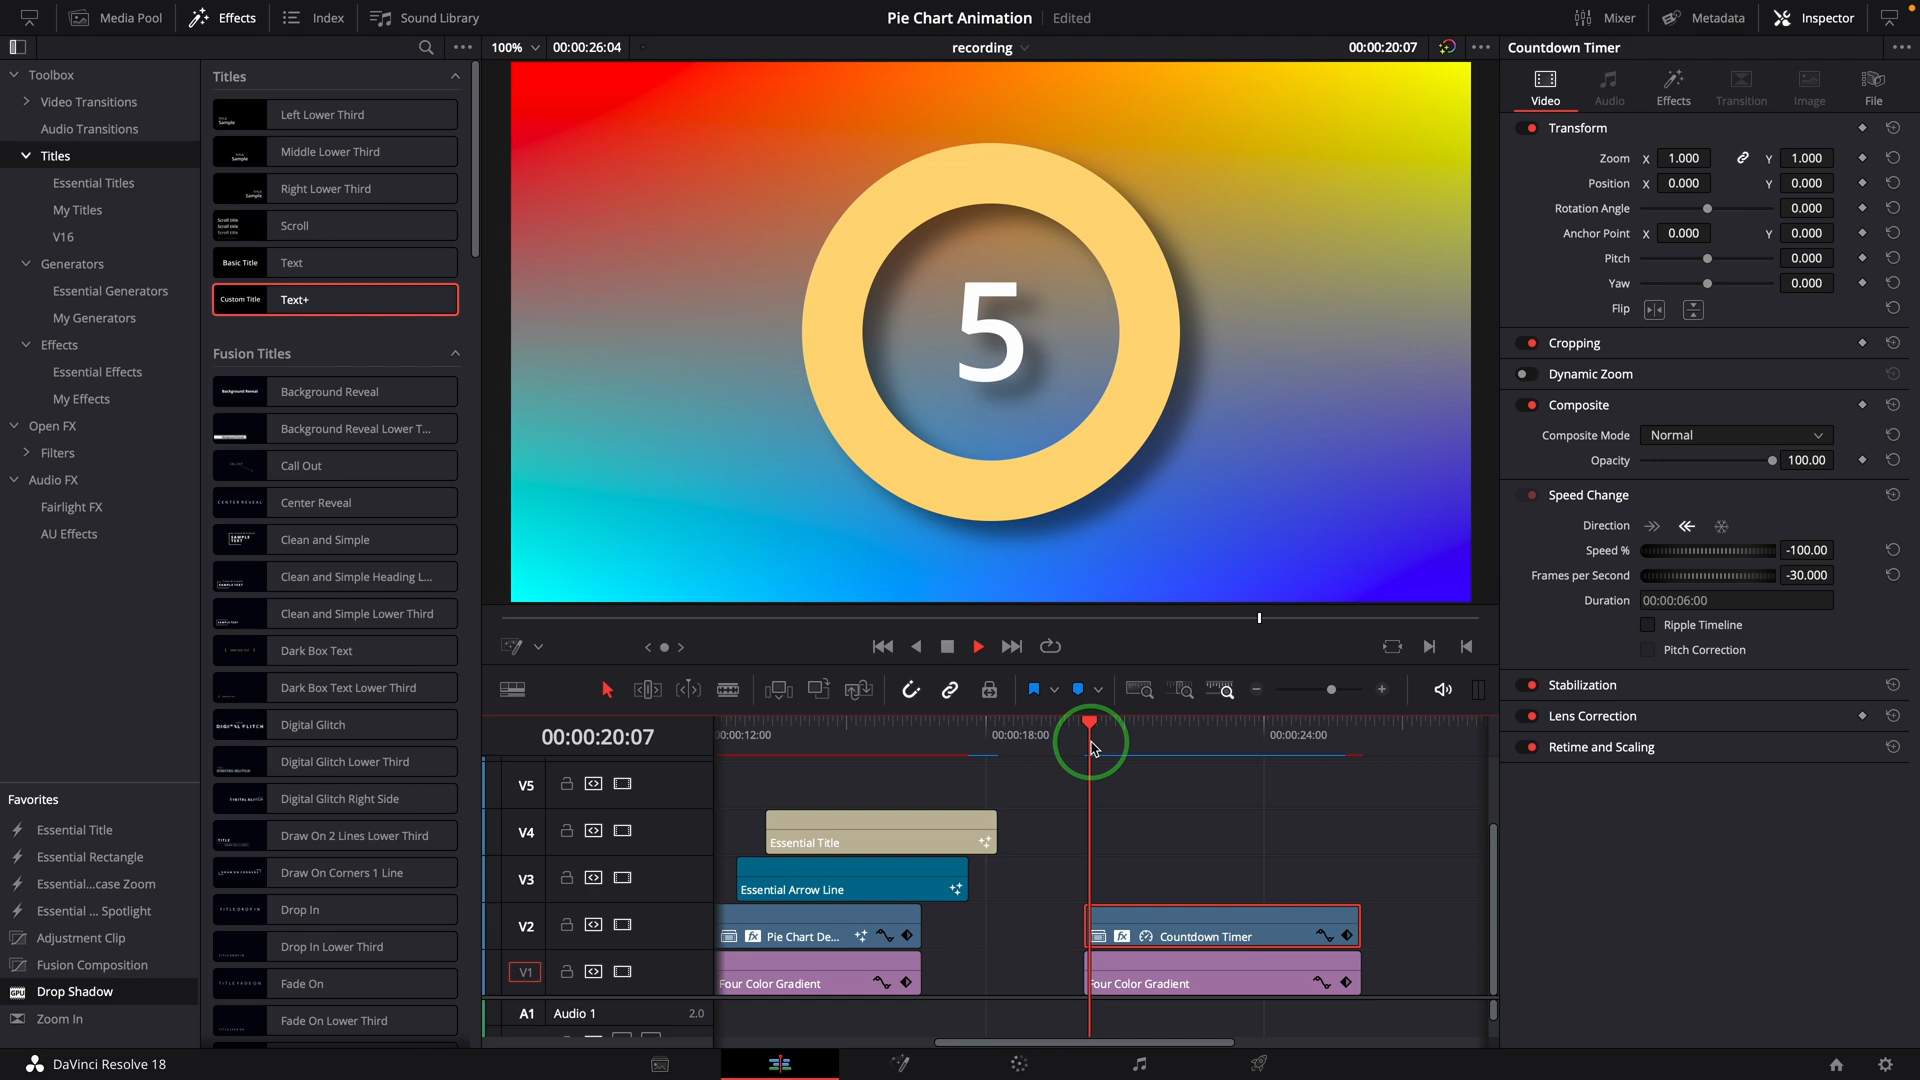 Media Pool
Effects
Index
Sound Library
Pie Chart Animation
Edited
Mixer
Metadata
Inspector
100%
00:00:26:04
recording
00:00:20:07
Countdown Timer
Toolbox
Video Transitions
Audio Transitions
Titles
Essential Titles
My Titles
V16
Generators
Essential Generators
My Generators
Effects
Essential Effects
My Effects
Open FX
Filters
Audio FX
Fairlight FX
AU Effects
Favorites
Essential Title
Essential Rectangle
Essential...case Zoom
Essential ... Spotlight
Adjustment Clip
Fusion Composition
Drop Shadow
Zoom In
Titles
Left Lower Third
Middle Lower Third
Right Lower Third
Scroll
Basic Title
Text
Custom Title
Text+
Fusion Titles
Background Reveal
Background Reveal Lower T...
Call Out
Center Reveal
Clean and Simple
Clean and Simple Heading L...
Clean and Simple Lower Third
Dark Box Text
Dark Box Text Lower Third
Digital Glitch
Digital Glitch Lower Third
Digital Glitch Right Side
Draw On 2 Lines Lower Third
Draw On Corners 1 Line
Drop In
Drop In Lower Third
Fade On
Fade On Lower Third
5
Video
Audio
Effects
Transition
Image
File
Transform
Zoom X 1.000 Y 1.000
Position X 0.000 Y 0.000
Rotation Angle 0.000
Anchor Point X 0.000 Y 0.000
Pitch 0.000
Yaw 0.000
Flip
Cropping
Dynamic Zoom
Composite
Composite Mode Normal
Opacity 100.00
Speed Change
Direction
Speed % -100.00
Frames per Second -30.000
Duration 00:00:06:00
Ripple Timeline
Pitch Correction
Stabilization
Lens Correction
Retime and Scaling
00:00:20:07
00:00:12:00
00:00:18:00
00:00:24:00
V5
V4
Essential Title
V3
Essential Arrow Line
V2
fx Pie Chart De...
fx Countdown Timer
V1
Four Color Gradient
Four Color Gradient
A1
Audio 1
2.0
DaVinci Resolve 18